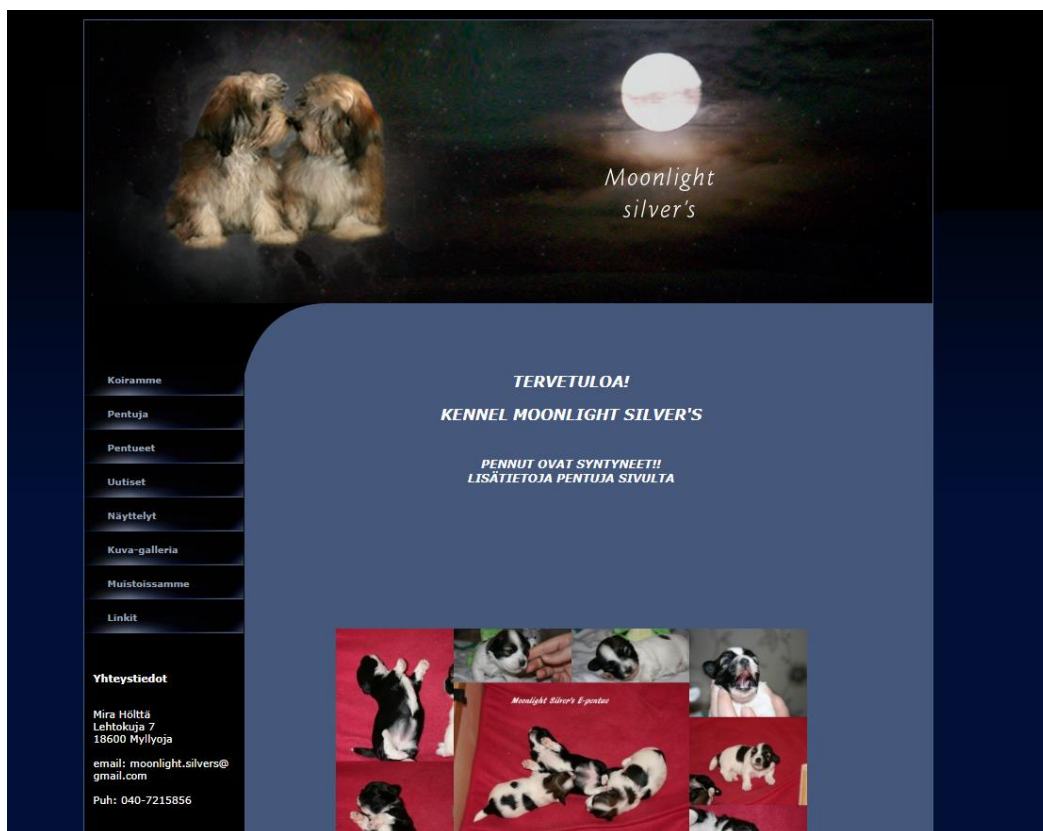 Moonlight
silver's
Koiramme
Pentuja
Pentueet
Uutiset
Näyttelyt
Kuva-galleria
Muistoissamme
Linkit
Yhteystiedot
Mira Hölttä
Lehtokuja 7
18600 Myllyoja
email: moonlight.silvers@
gmail.com
Puh: 040-7215856
TERVETULOA!
KENNEL MOONLIGHT SILVER'S
PENNUT OVAT SYNTYNEET!!
LISÄTIETOJA PENTUJA SIVULTA
Moonlight Silver's E-pentue